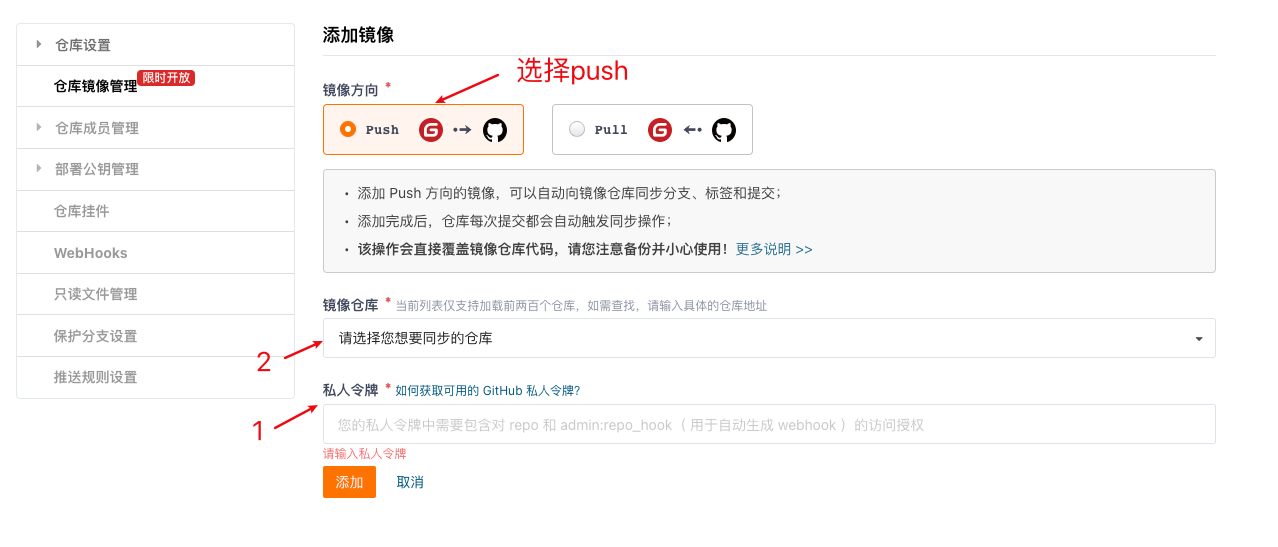 仓库设置
仓库镜像管理 限时开放
仓库成员管理
部署公钥管理
仓库挂件
WebHooks
只读文件管理
保护分支设置
推送规则设置
添加镜像
选择push
镜像方向 *
Push
Pull
• 添加 Push 方向的镜像，可以自动向镜像仓库同步分支、标签和提交；
• 添加完成后，仓库每次提交都会自动触发同步操作；
• 该操作会直接覆盖镜像仓库代码，请您注意备份并小心使用！更多说明 >>
镜像仓库 * 当前列表仅支持加载前两百个仓库，如需查找，请输入具体的仓库地址
请选择您想要同步的仓库
2
私人令牌 * 如何获取可用的 GitHub 私人令牌?
1
您的私人令牌中需要包含对 repo 和 admin:repo_hook（ 用于自动生成 webhook ）的访问授权
请输入私人令牌
添加 取消